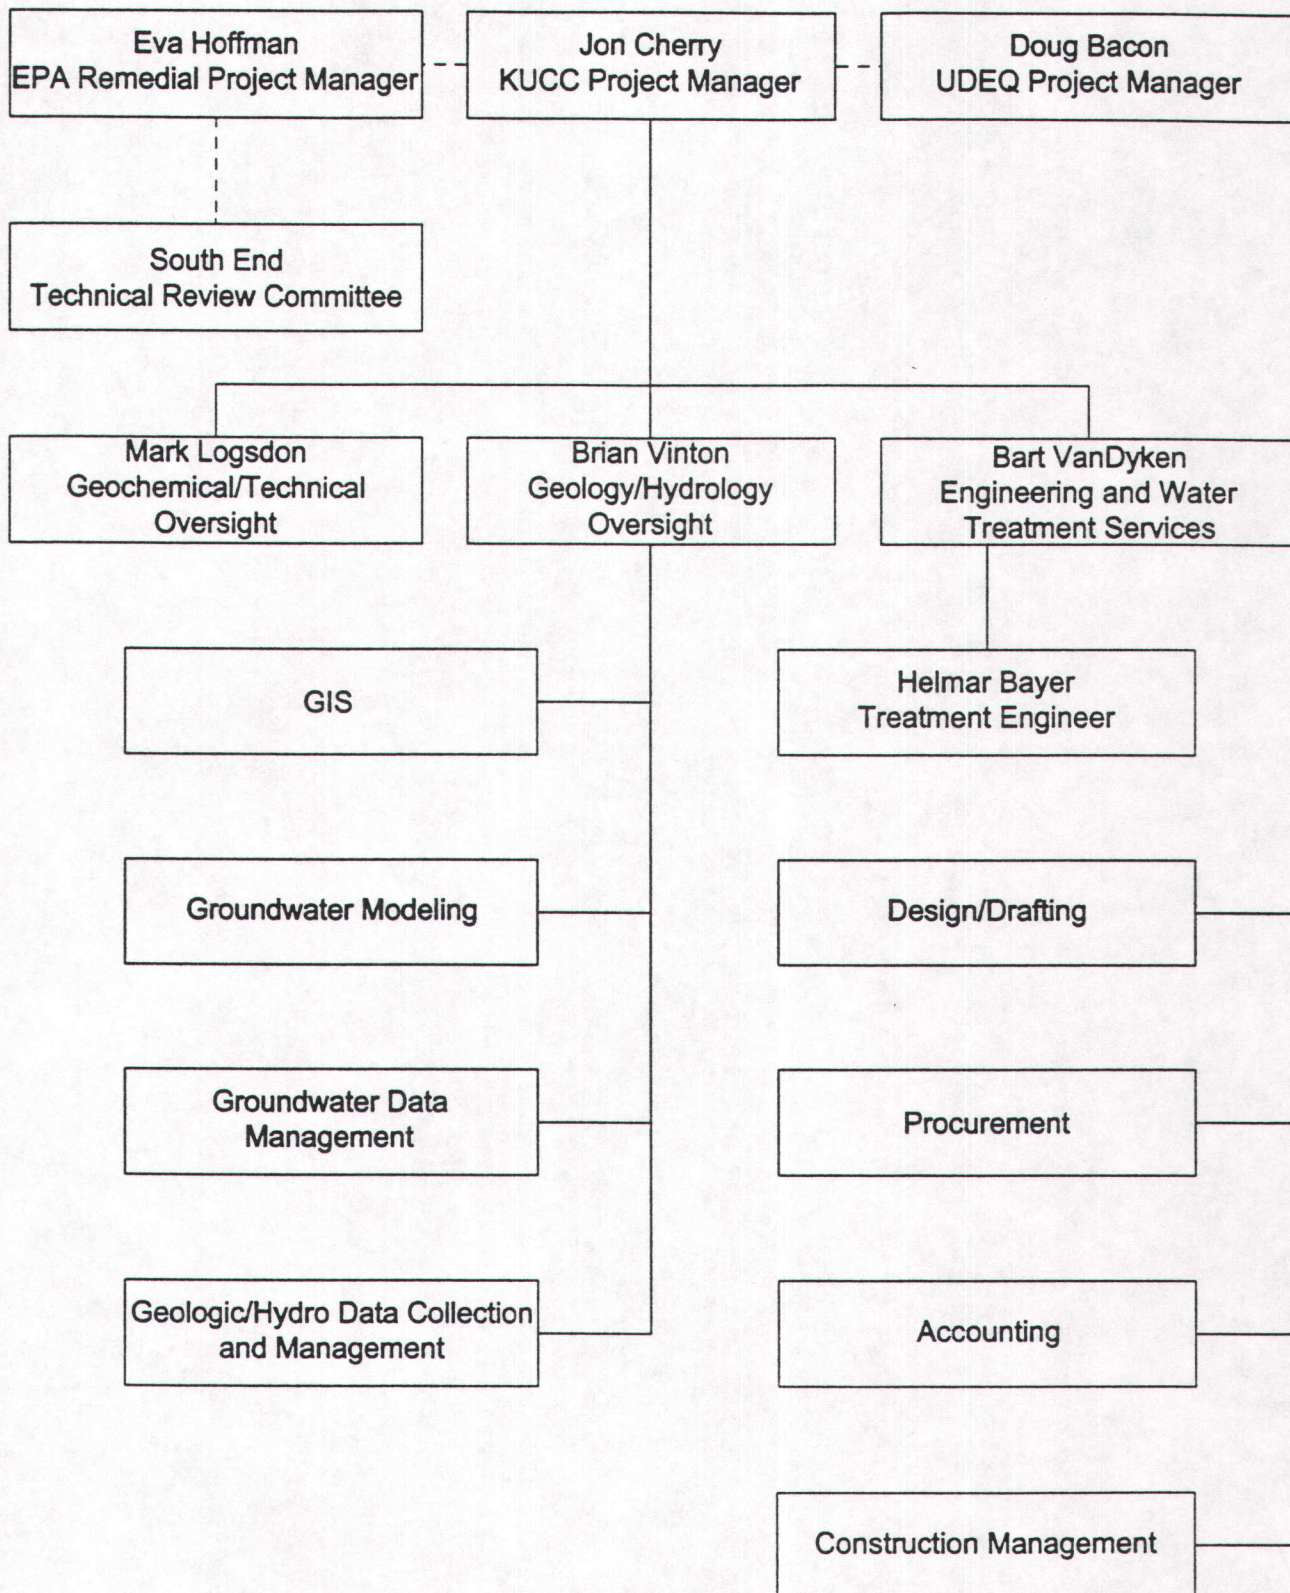 Eva Hoffman
EPA Remedial Project Manager
Jon Cherry
KUCC Project Manager
Doug Bacon
UDEQ Project Manager
South End
Technical Review Committee
Mark Logsdon
Geochemical/Technical
Oversight
Brian Vinton
Geology/Hydrology
Oversight
Bart VanDyken
Engineering and Water
Treatment Services
GIS
Helmar Bayer
Treatment Engineer
Groundwater Modeling
Design/Drafting
Groundwater Data
Management
Procurement
Geologic/Hydro Data Collection
and Management
Accounting
Construction Management